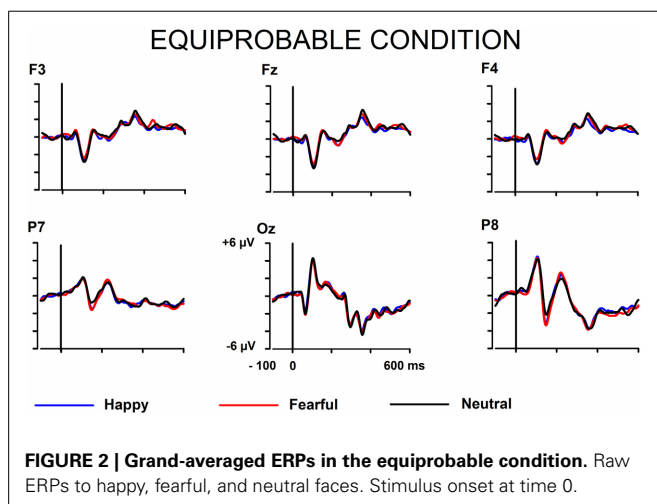 EQUIPROBABLE CONDITION
F3 Fz F4
P7 Oz P8
+6 µV
-6 µV
- 100 0 600 ms
Happy Fearful Neutral
FIGURE 2 | Grand-averaged ERPs in the equiprobable condition. Raw
ERPs to happy, fearful, and neutral faces. Stimulus onset at time 0.